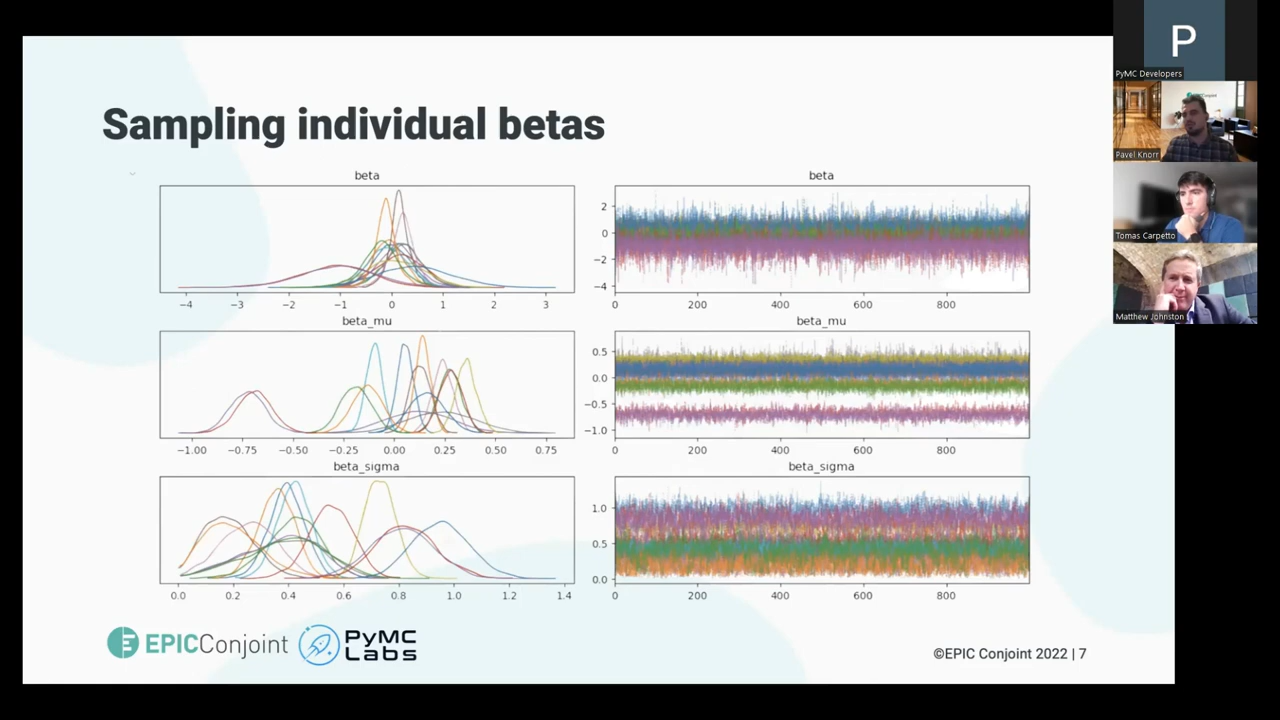 P
PyMC Developers
Pavel Knorr
Tomas Carpetto
Matthew Johnston
Sampling individual betas
beta
−4 −3 −2 −1 0 1 2 3
beta
2
0
−2
−4
0 200 400 600 800
beta_mu
−1.00 −0.75 −0.50 −0.25 0.00 0.25 0.50 0.75
beta_mu
0.5
0.0
−0.5
−1.0
0 200 400 600 800
beta_sigma
0.0 0.2 0.4 0.6 0.8 1.0 1.2 1.4
beta_sigma
1.0
0.5
0.0
0 200 400 600 800
EPICConjoint
PyMC
Labs
©EPIC Conjoint 2022 | 7